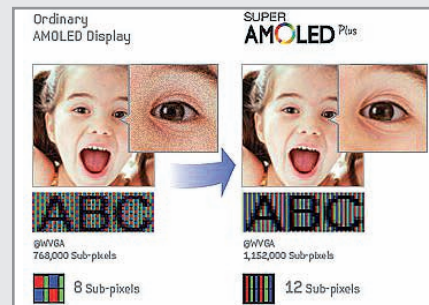 Ordinary
AMOLED Display
SUPER
AMOLED Plus
ABC
@WVGA
768,000 Sub-pixels
8 Sub-pixels
ABC
@WVGA
1,152,000 Sub-pixels
12 Sub-pixels